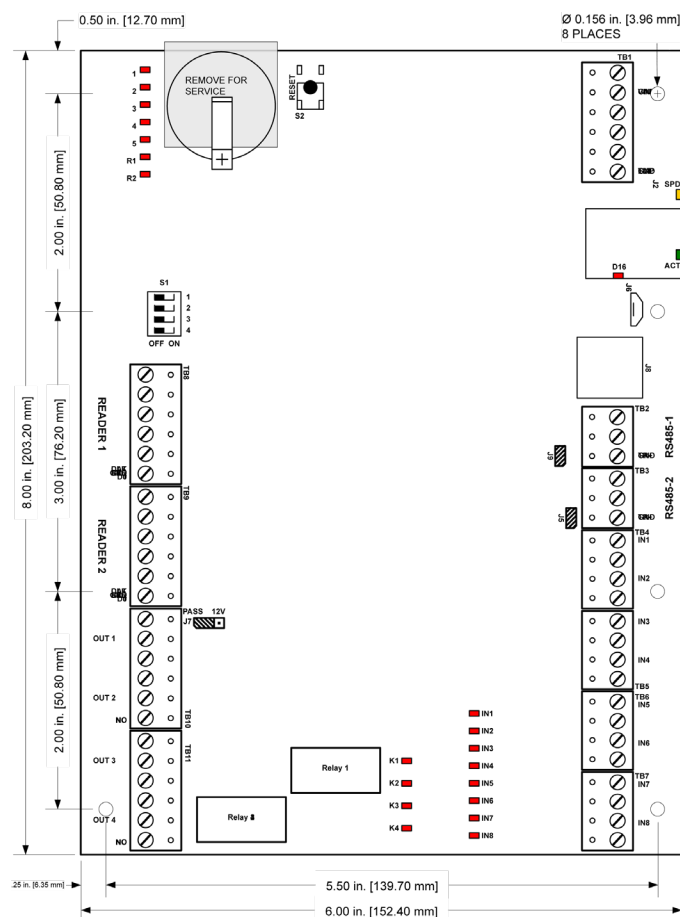 0.50 in. [12.70 mm]
Ø 0.156 in. [3.96 mm]
8 PLACES
TB1
1
2
3
4
5
R1
R2
REMOVE FOR
SERVICE
RESET
S2
J2
SPD
ACT
D16
J6
S1
1
2
3
4
OFF ON
J8
2.00 in. [50.80 mm]
8.00 in. [203.20 mm]
3.00 in. [76.20 mm]
2.00 in. [50.80 mm]
READER 1
TB8
READER 2
TB9
PASS 12V
J7
OUT 1
OUT 2
NO
TB10
OUT 3
TB11
OUT 4
NO
TB2
RS485-1
J9
TB3
RS485-2
J5
TB4
IN1
IN2
IN3
IN4
TB5
TB6
IN5
IN6
TB7
IN7
IN8
Relay 1
Relay
K1
K2
K3
K4
IN1
IN2
IN3
IN4
IN5
IN6
IN7
IN8
.25 in. [6.35 mm]
5.50 in. [139.70 mm]
6.00 in. [152.40 mm]